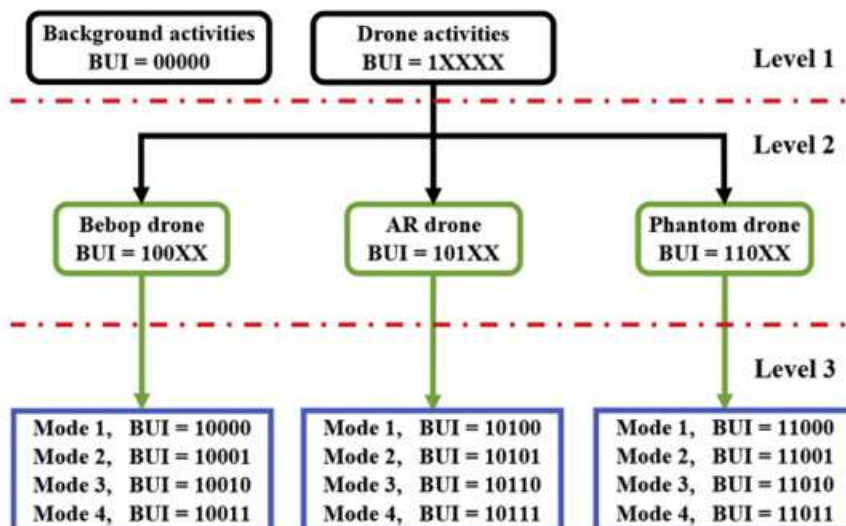 Background activities
BUI = 00000
Drone activities
BUI = 1XXXX
Level 1
Level 2
Bebop drone
BUI = 100XX
AR drone
BUI = 101XX
Phantom drone
BUI = 110XX
Level 3
Mode 1, BUI = 10000
Mode 2, BUI = 10001
Mode 3, BUI = 10010
Mode 4, BUI = 10011
Mode 1, BUI = 10100
Mode 2, BUI = 10101
Mode 3, BUI = 10110
Mode 4, BUI = 10111
Mode 1, BUI = 11000
Mode 2, BUI = 11001
Mode 3, BUI = 11010
Mode 4, BUI = 11011